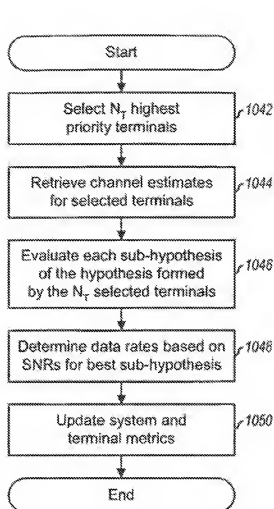 Start
Select N_T highest
priority terminals
1042
Retrieve channel estimates
for selected terminals
1044
Evaluate each sub-hypothesis
of the hypothesis formed
by the N_T selected terminals
1046
Determine data rates based on
SNRs for best sub-hypothesis
1048
Update system and
terminal metrics
1050
End